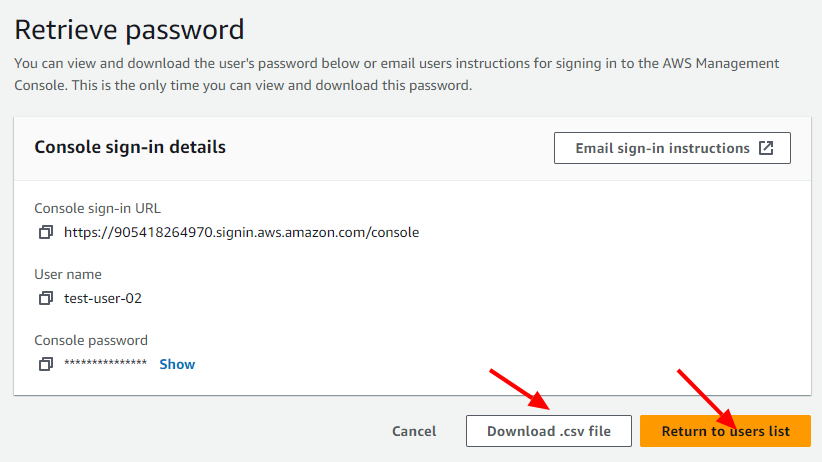 Retrieve password
You can view and download the user's password below or email users instructions for signing in to the AWS Management
Console. This is the only time you can view and download this password.
Console sign-in details
Email sign-in instructions
Console sign-in URL
https://905418264970.signin.aws.amazon.com/console
User name
test-user-02
Console password
*************** Show
Cancel
Download .csv file
Return to users list